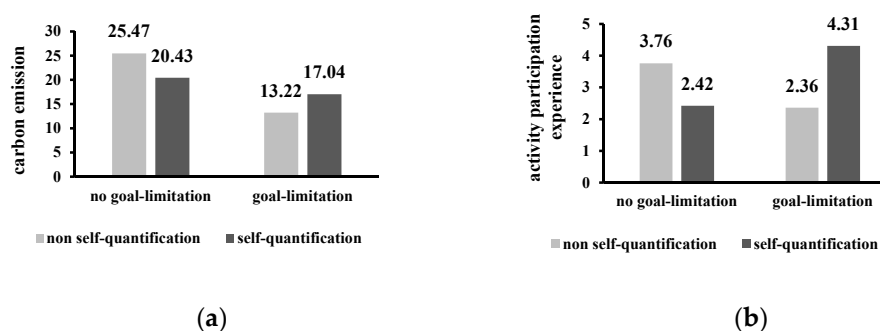 carbon emission
30
25
20
15
10
5
0
25.47
20.43
13.22
17.04
no goal-limitation
goal-limitation
non self-quantification
self-quantification
(a)
activity participation
experience
5
4
3
2
1
0
3.76
2.42
2.36
4.31
no goal-limitation
goal-limitation
non self-quantification
self-quantification
(b)